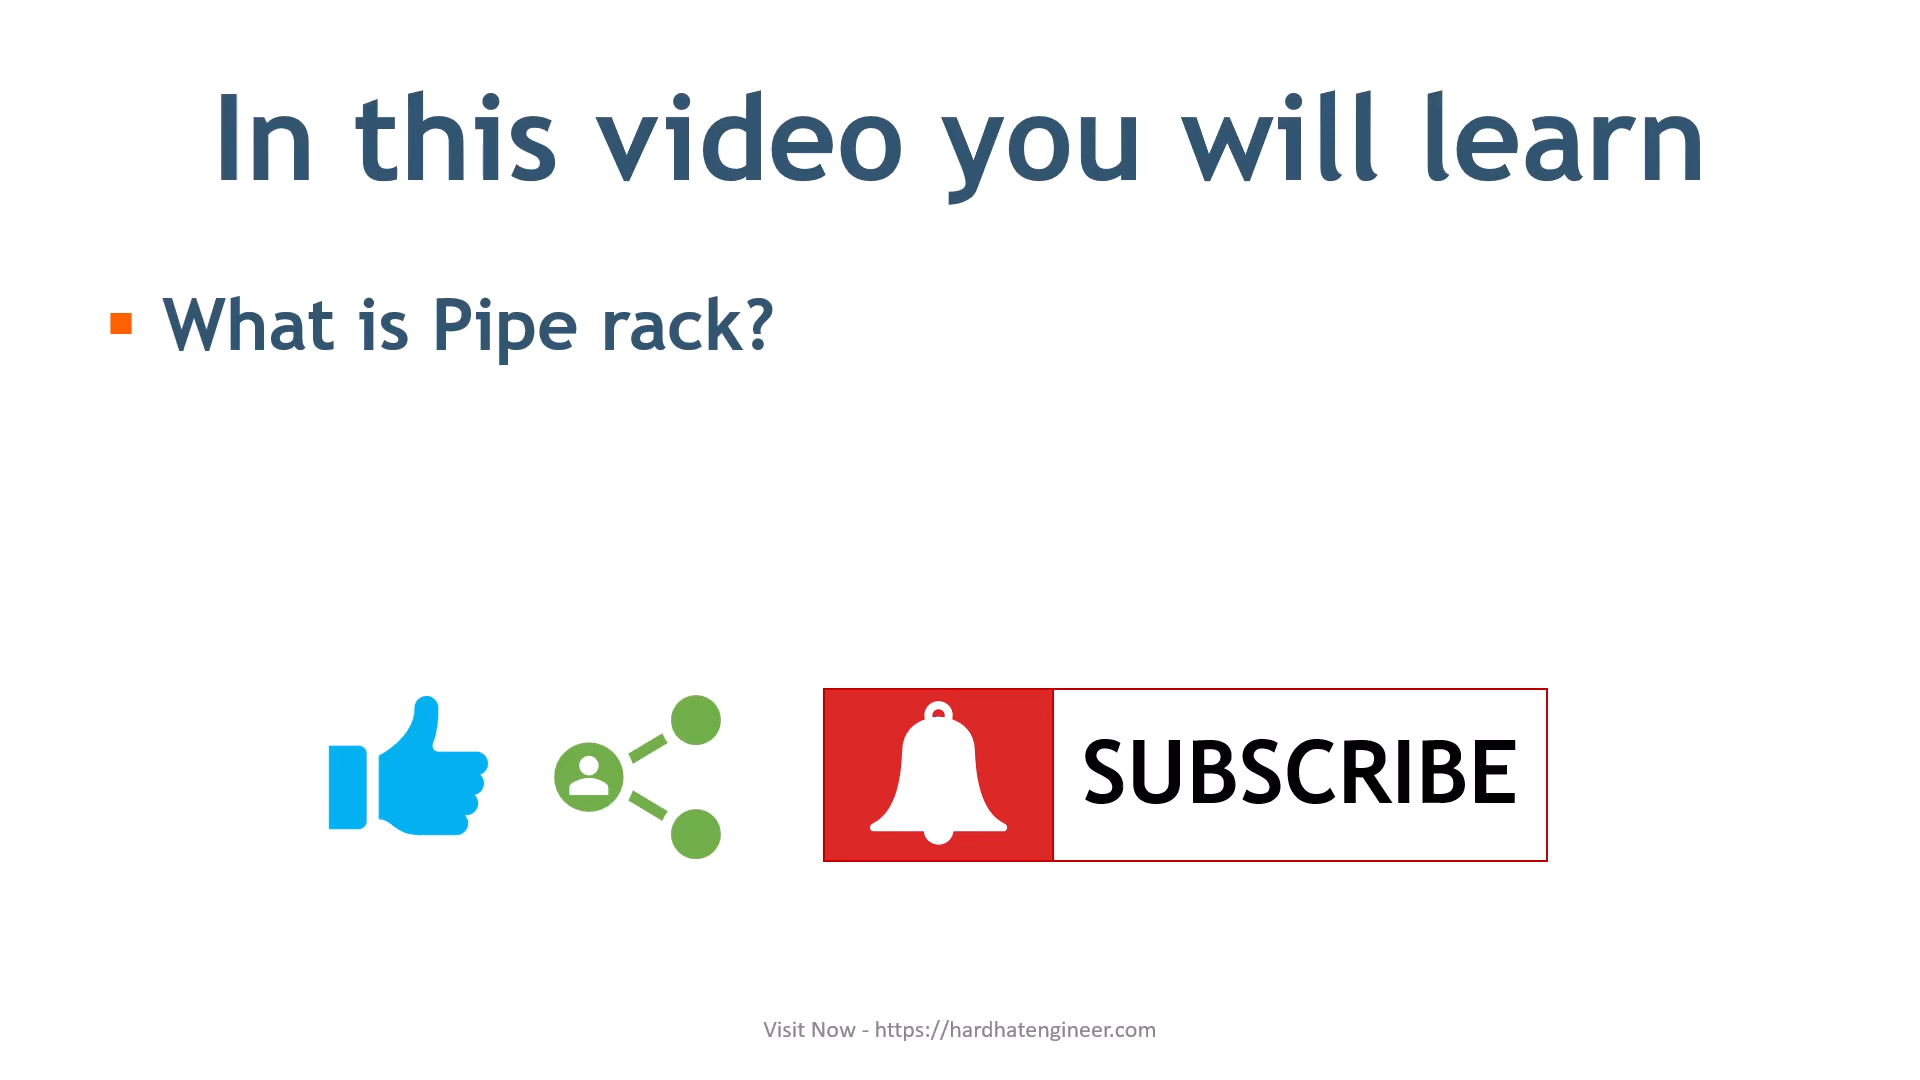 In this video you will learn
What is Pipe rack?
SUBSCRIBE
Visit Now - https://hardhatengineer.com